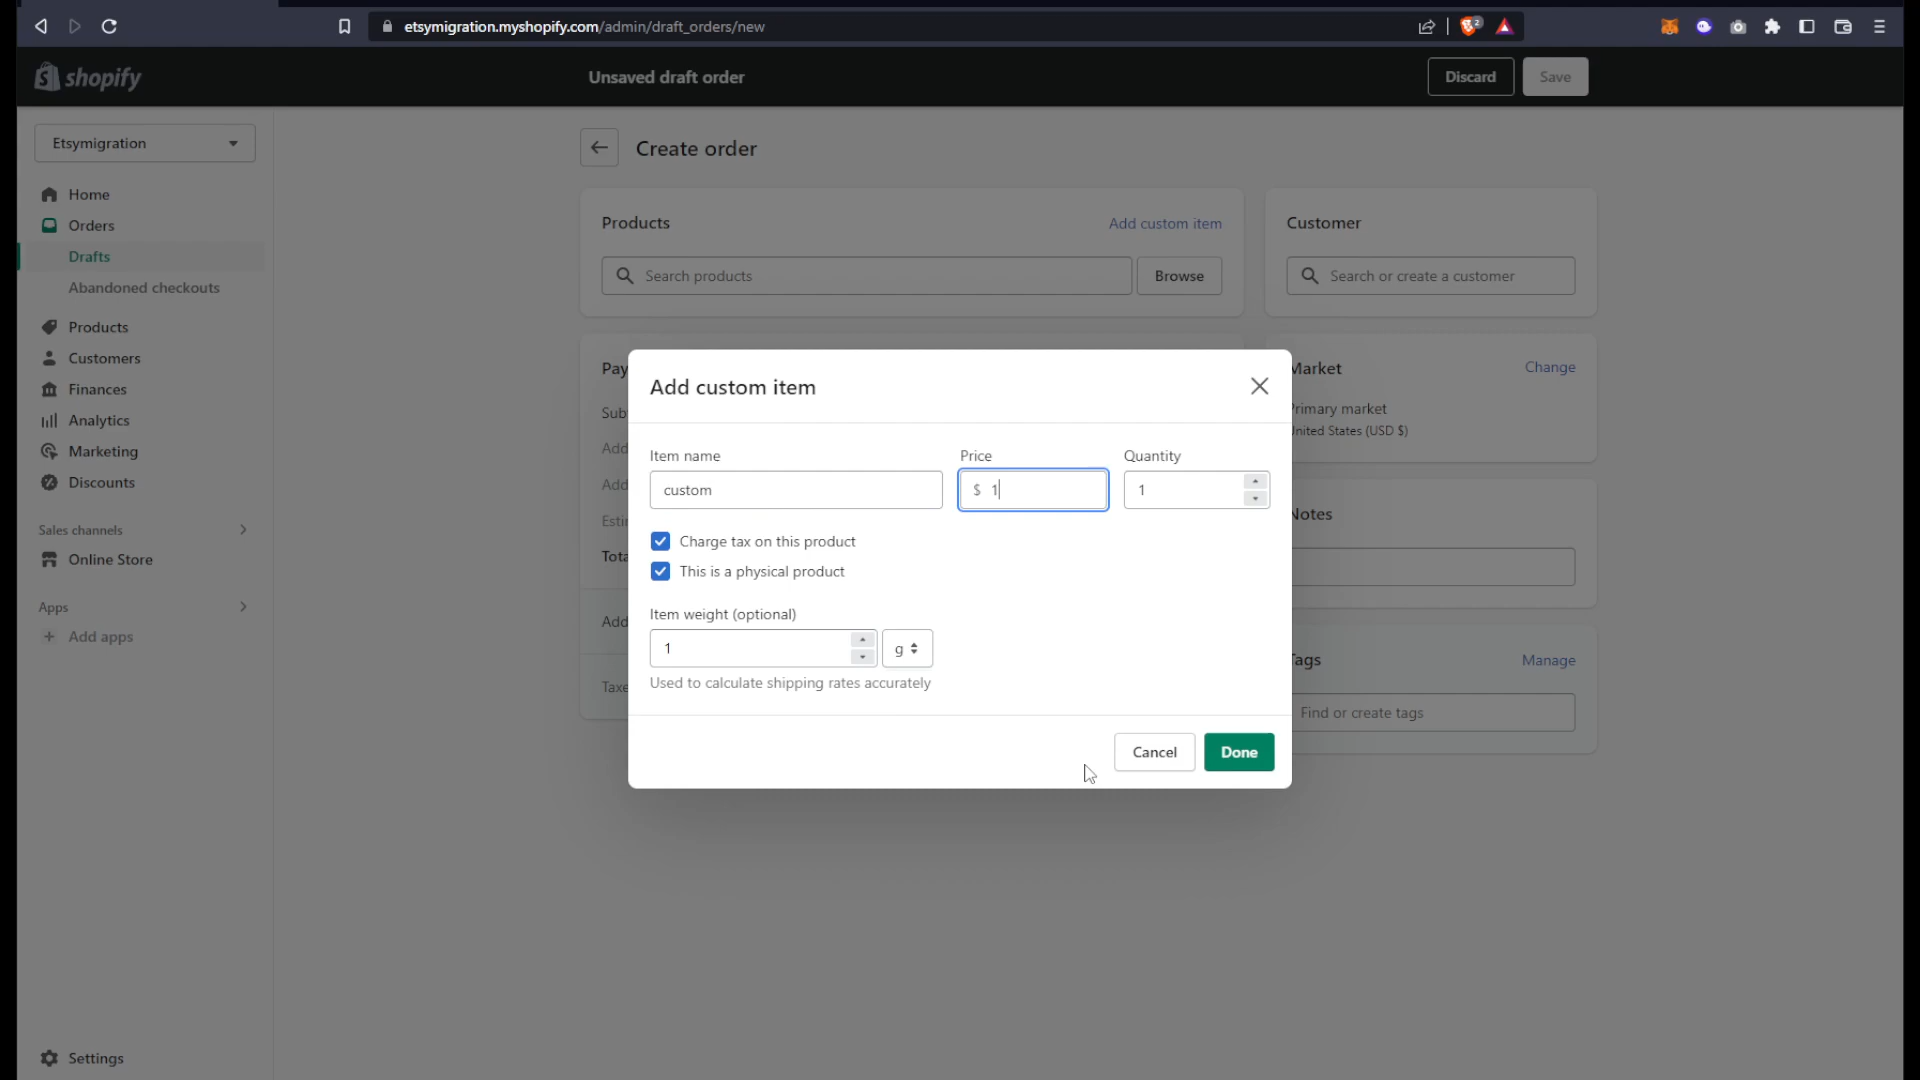 etsymigration.myshopify.com/admin/draft_orders/new
2
shopify
Unsaved draft order
Discard
Save
Etsymigration
Create order
Home
Orders
Drafts
Abandoned checkouts
Products
Customers
Finances
Analytics
Marketing
Discounts
Sales channels
Online Store
Apps
Add apps
Settings
Products
Add custom item
Search products
Browse
Customer
Search or create a customer
Pay
Sub
Add
Add
Esti
Tota
Add
Taxe
Market
Change
Primary market
United States (USD $)
Notes
Tags
Manage
Find or create tags
Add custom item
Item name
Price
Quantity
custom
$ 1
1
Charge tax on this product
This is a physical product
Item weight (optional)
1
g
Used to calculate shipping rates accurately
Cancel
Done